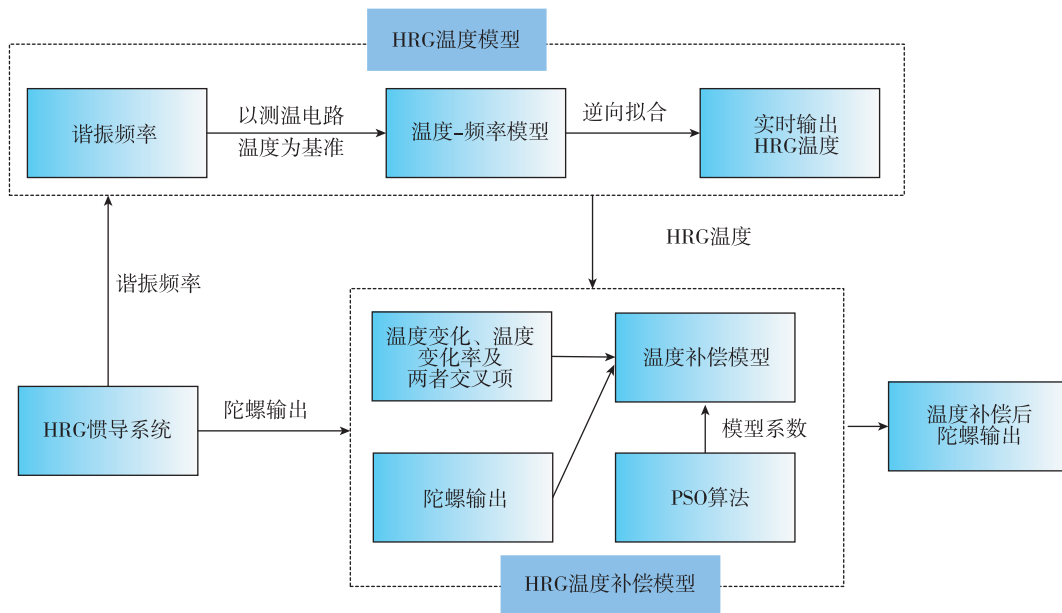 HRG温度模型
谐振频率
以测温电路
温度为基准
温度-频率模型
逆向拟合
实时输出
HRG温度
HRG温度
谐振频率
温度变化、温度
变化率及
两者交叉项
温度补偿模型
HRG惯导系统
陀螺输出
模型系数
温度补偿后
陀螺输出
陀螺输出
PSO算法
HRG温度补偿模型